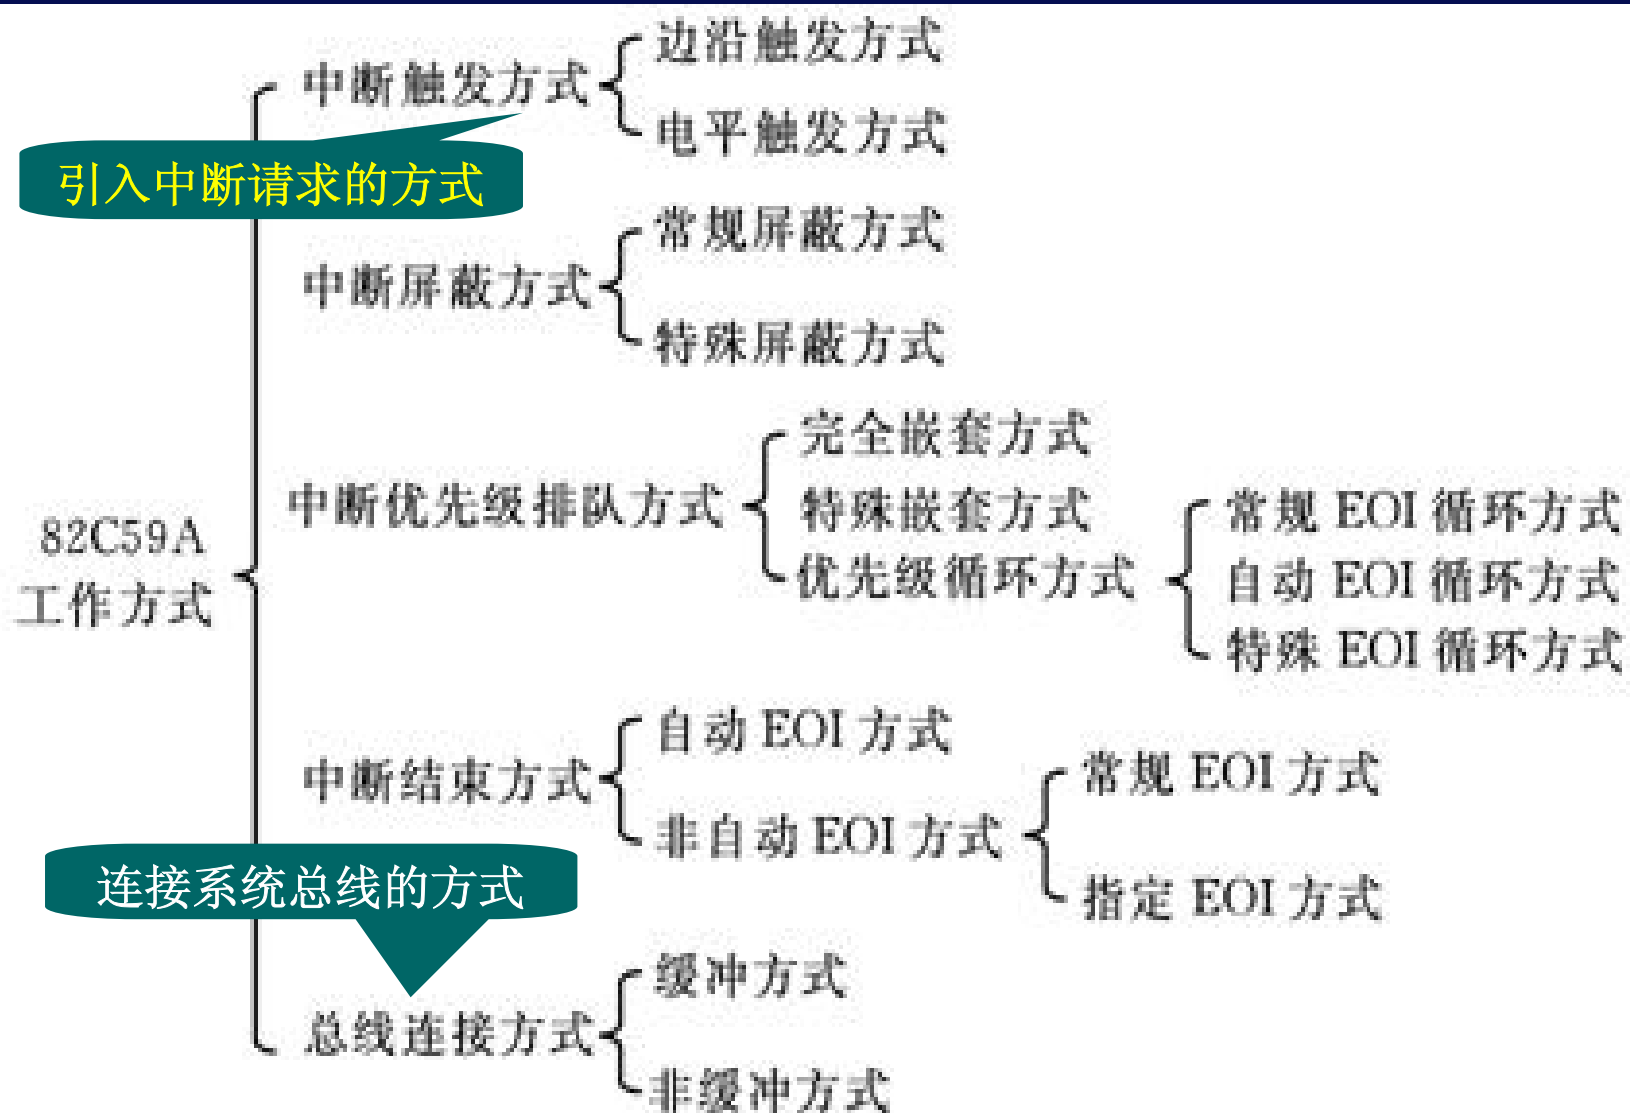 边沿触发方式
中断触发方式
电平触发方式
引入中断请求的方式
常规屏蔽方式
中断屏蔽方式
特殊屏蔽方式
完全嵌套方式
中断优先级排队方式
特殊嵌套方式
优先级循环方式
常规 EOI 循环方式
自动 EOI 循环方式
特殊 EOI 循环方式
82C59A
工作方式
自动 EOI 方式
中断结束方式
非自动 EOI 方式
常规 EOI 方式
指定 EOI 方式
连接系统总线的方式
缓冲方式
总线连接方式
非缓冲方式